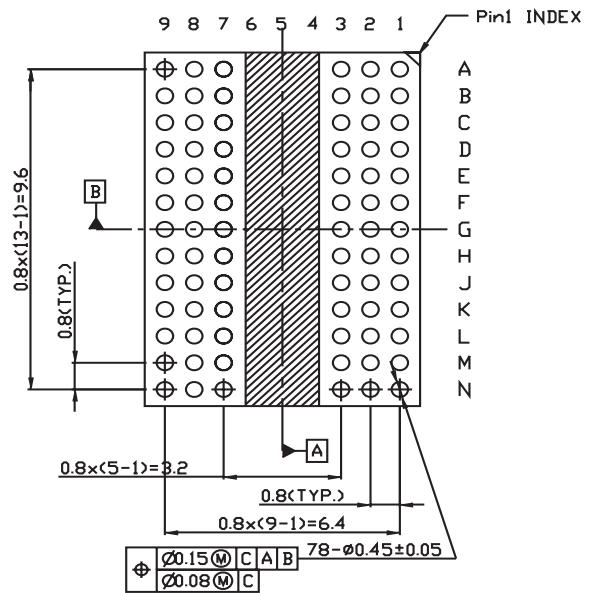 9 8 7 6 5 4 3 2 1
Pin1 INDEX
A
B
C
D
E
F
G
H
J
K
L
M
N
0.8x(13-1)=9.6
B
0.8(TYP.)
A
0.8x(5-1)=3.2
0.8(TYP.)
0.8x(9-1)=6.4
78-ø0.45±0.05
Ø0.15 Ⓜ C A B
Ø0.08 Ⓜ C